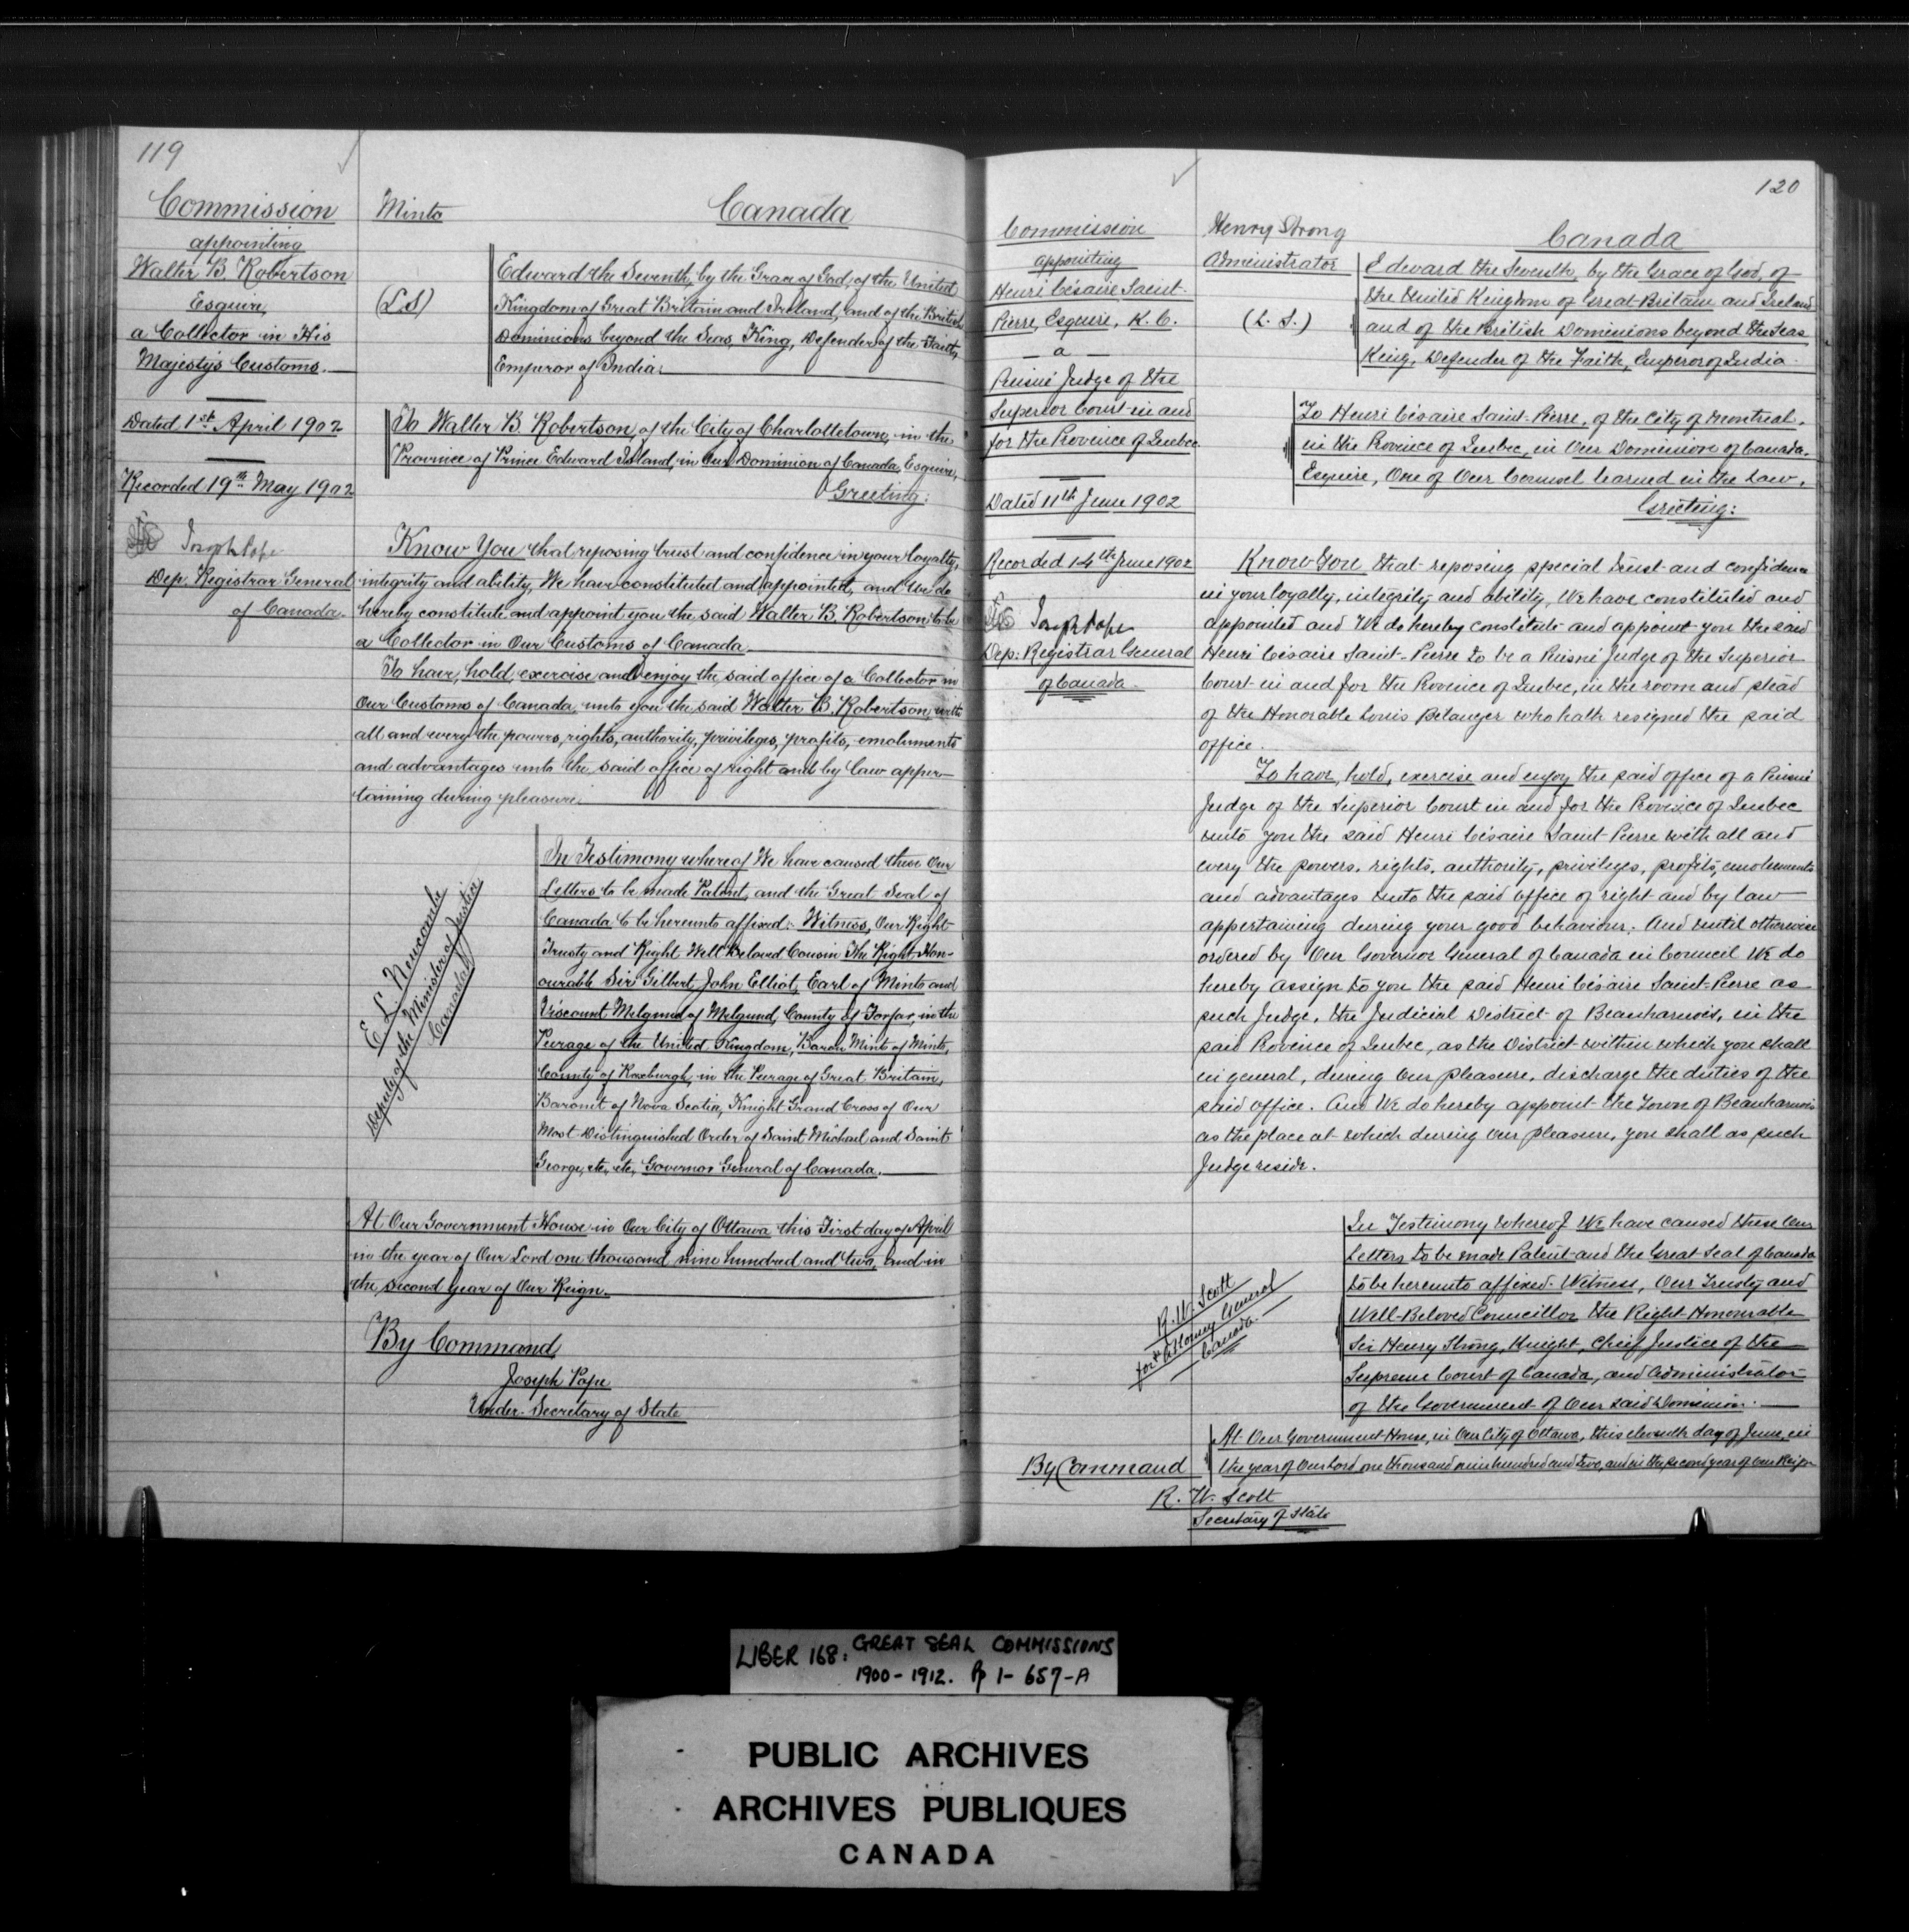 119
Commission
appointing
Walter B. Robertson
Esquire,
a Collector in His
Majesty's Customs.
Dated 1st April 1902
Recorded 19th May 1902
Joseph Pope
Dep. Registrar General
of Canada.
Minto
Canada
(L.S)
Edward the Seventh, by the Grace of God, of the United
Kingdom of Great Britain and Ireland, and of the British
Dominions beyond the Seas, King, Defender of the Faith,
Emperor of India.
To Walter B. Robertson, of the City of Charlottetown, in the
Province of Prince Edward Island, in Our Dominion of Canada, Esquire,
Greeting:
Know You that reposing trust and confidence in your loyalty,
integrity and ability, We have constituted and appointed, and We do
hereby constitute and appoint you the said Walter B. Robertson to be
a Collector in Our Customs of Canada.
To have, hold, exercise and enjoy the said office of a Collector in
Our Customs of Canada unto you the said Walter B. Robertson, with
all and every the powers, rights, authority, privileges, profits, emoluments
and advantages unto the said office of right and by law apper-
taining during pleasure.
E. L. Newcombe
Deputy of the Minister of Justice
Canada
In Testimony whereof We have caused these Our
Letters to be made Patent, and the Great Seal of
Canada to be hereunto affixed: Witness, Our Right
Trusty and Right Well Beloved Cousin The Right Hon-
ourable Sir Gilbert John Elliot, Earl of Minto and
Viscount Melgund of Melgund, County of Forfar, in the
Peerage of the United Kingdom, Baron Minto of Minto,
County of Roxburgh, in the Peerage of Great Britain,
Baronet of Nova Scotia, Knight Grand Cross of Our
Most Distinguished Order of Saint Michael and Saint
George, etc, etc, Governor General of Canada.
At Our Government House in Our City of Ottawa this First day of April
in the year of Our Lord one thousand nine hundred and two, and in
the second year of Our Reign.
By Command
Joseph Pope
Under-Secretary of State
120
Commission
appointing
Henri Césaire Saint-
Pierre, Esquire, K. C.
— a —
Puisné Judge of the
Superior Court in and
for the Province of Quebec
Dated 11th June 1902
Recorded 14th June 1902
Joseph Pope
Dep: Registrar General
of Canada
Henry Strong
Administrator
Canada
(L. S.)
Edward the Seventh, by the Grace of God, of
the United Kingdom of Great Britain and Ireland
and of the British Dominions beyond the Seas
King, Defender of the Faith, Emperor of India.
To Henri Césaire Saint-Pierre, of the City of Montreal,
in the Province of Quebec, in Our Dominion of Canada,
Esquire, One of Our Counsel learned in the Law,
Greeting:
Know You that reposing special trust and confidence
in your loyalty, integrity and ability, We have constituted and
appointed and We do hereby constitute and appoint you the said
Henri Césaire Saint-Pierre to be a Puisné Judge of the Superior
Court in and for the Province of Quebec, in the room and stead
of the Honorable Louis Belanger who hath resigned the said
office.
To have, hold, exercise and enjoy the said office of a Puisné
Judge of the Superior Court in and for the Province of Quebec
unto you the said Henri Césaire Saint-Pierre with all and
every the powers, rights, authority, privileges, profits, emoluments
and advantages unto the said office of right and by law
appertaining during your good behaviour. And until otherwise
ordered by Our Governor General of Canada in Council We do
hereby assign to you the said Henri Césaire Saint-Pierre as
such Judge, the Judicial District of Beauharnois, in the
said Province of Quebec, as the District within which you shall
in general, during Our pleasure, discharge the duties of the
said office. And We do hereby appoint the Town of Beauharnois
as the place at which during our pleasure, you shall as such
Judge reside.
R. W. Scott
for Attorney General
Canada.
In Testimony Whereof We have caused these Our
Letters to be made Patent and the Great Seal of Canada
to be hereunto affixed. Witness, Our Trusty and
Well-Beloved Councillor the Right Honourable
Sir Henry Strong, Knight, Chief Justice of the
Supreme Court of Canada, and Administrator
of the Government of Our said Dominion.
At Our Government House, in Our City of Ottawa, this eleventh day of June, in
the year of Our Lord one thousand nine hundred and two, and in the second year of Our Reign
By Command
R. W. Scott
Secretary of State
LIBER 168: GREAT SEAL COMMISSIONS
1900-1912. Pp 1-657-A
PUBLIC ARCHIVES
ARCHIVES PUBLIQUES
CANADA